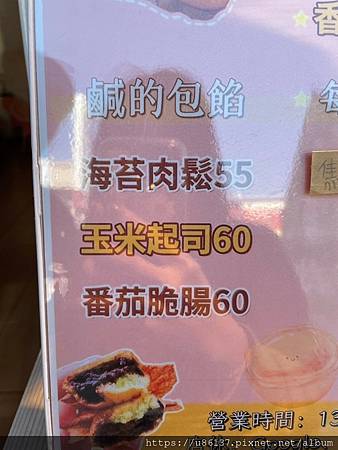 鹹的包餡
海苔肉鬆55
玉米起司60
番茄脆腸60
營業時間: 13
https://u86137.pixnet.net/album